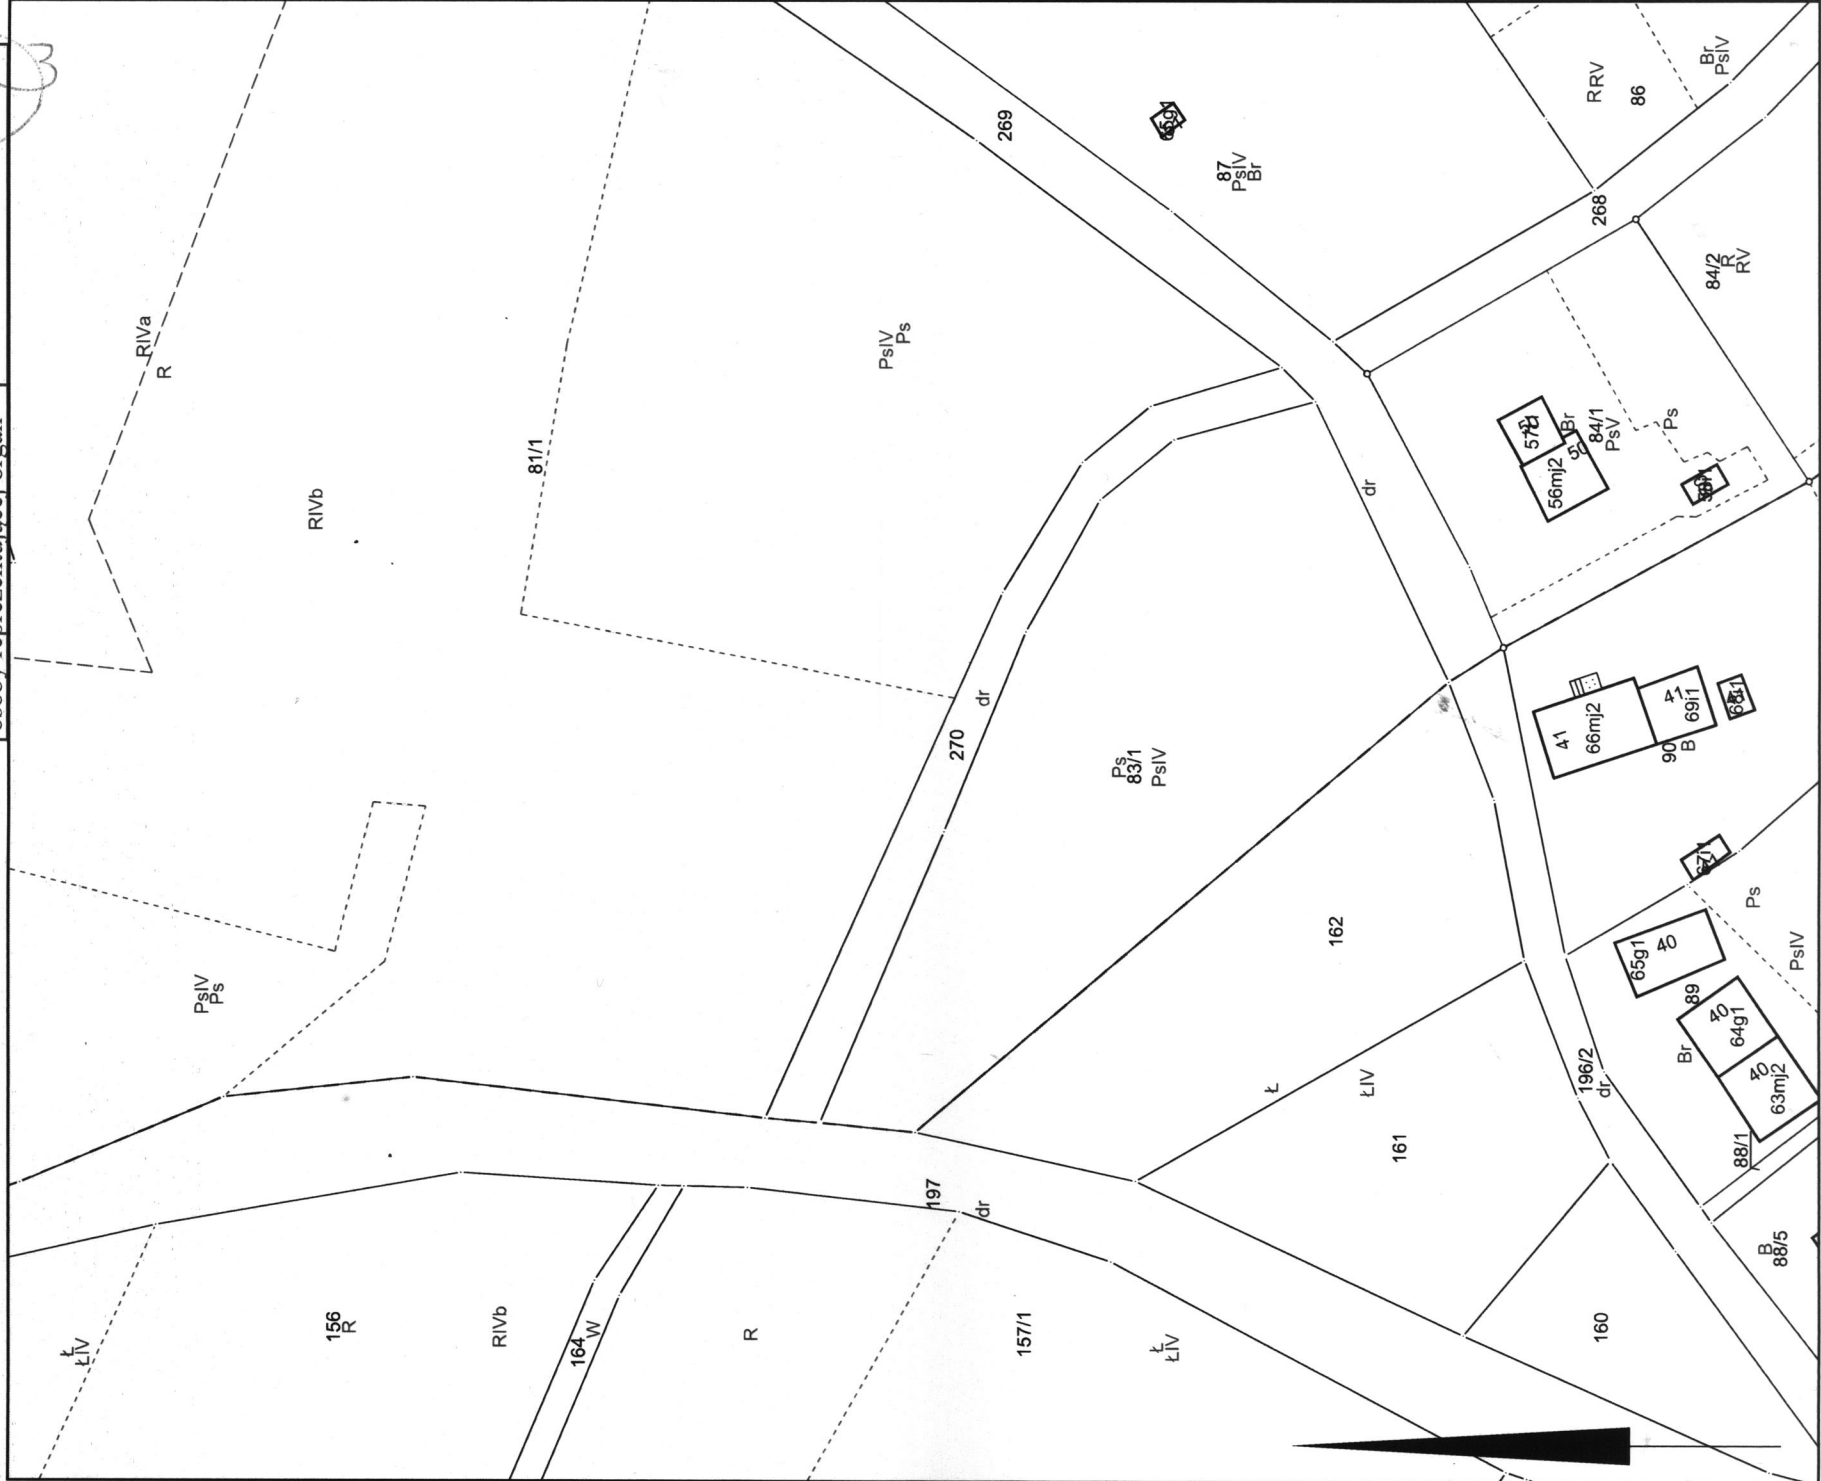 RIVa
R
RIVb
81/1
PsIV
Ps
269
87
PsIV
Br
R
RV
86
Br
PsIV
268
84/2
R
RV
dr
Br
84/1
PsV
56mj2
50
Ps
PsIV
Ps
270
dr
Ps
83/1
PsIV
41
66mj2
41
69i1
90
B
162
65g1
40
89
Ps
PsIV
40
64g1
Br
40
63mj2
196/2
dr
88/1
Ł
ŁIV
161
197
dr
B
88/5
160
Ł
ŁIV
156
R
RIVb
164
W
R
157/1
Ł
ŁIV